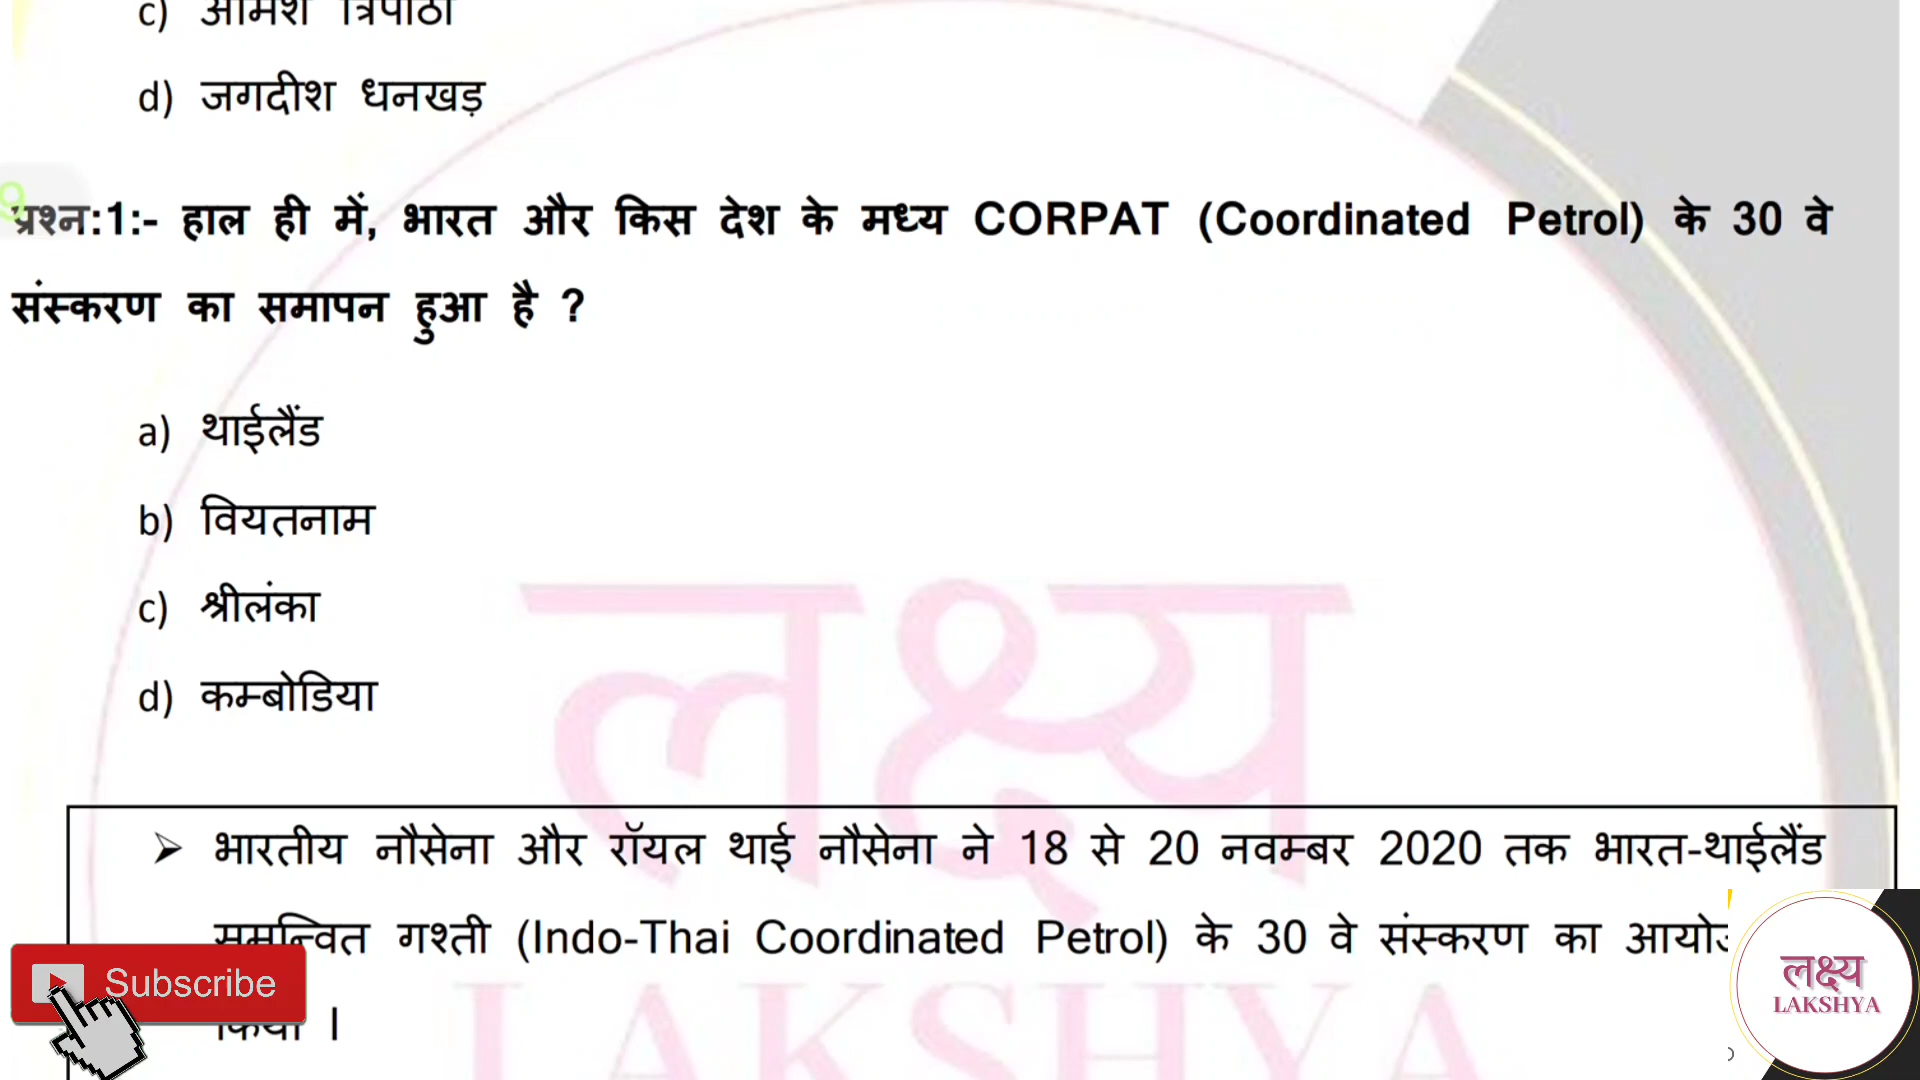 c) आमिश त्रिपाठी
d) जगदीश धनखड़
प्रश्न:1:- हाल ही में, भारत और किस देश के मध्य CORPAT (Coordinated Petrol) के 30 वे
संस्करण का समापन हुआ है ?
a) थाईलैंड
b) वियतनाम
c) श्रीलंका
d) कम्बोडिया
लक्ष्य
➢ भारतीय नौसेना और रॉयल थाई नौसेना ने 18 से 20 नवम्बर 2020 तक भारत-थाईलैंड
समन्वित गश्ती (Indo-Thai Coordinated Petrol) के 30 वे संस्करण का
किया ।
Subscribe
LAKSHYA
लक्ष्य
LAKSHYA